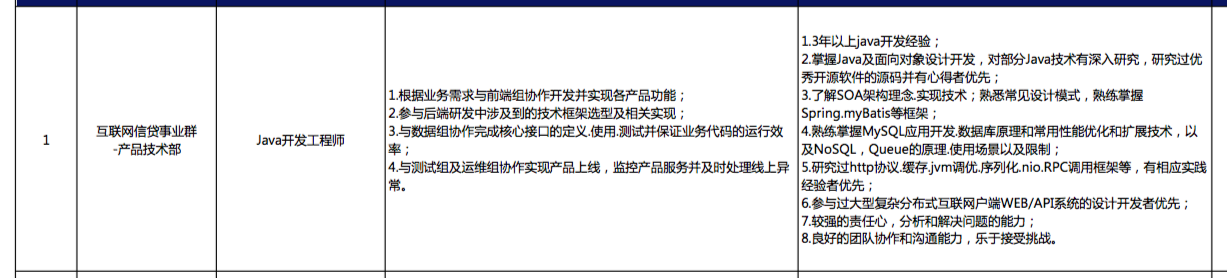 1
互联网信贷事业群
-产品技术部
Java开发工程师
1.根据业务需求与前端组协作开发并实现各产品功能；
2.参与后端研发中涉及到的技术框架选型及相关实现；
3.与数据组协作完成核心接口的定义.使用.测试并保证业务代码的运行效
率；
4.与测试组及运维组协作实现产品上线，监控产品服务并及时处理线上异
常。
1.3年以上java开发经验；
2.掌握Java及面向对象设计开发，对部分Java技术有深入研究，研究过优
秀开源软件的源码并有心得者优先；
3.了解SOA架构理念.实现技术；熟悉常见设计模式，熟练掌握
Spring.myBatis等框架；
4.熟练掌握MySQL应用开发.数据库原理和常用性能优化和扩展技术，以
及NoSQL，Queue的原理.使用场景以及限制；
5.研究过http协议.缓存.jvm调优.序列化.nio.RPC调用框架等，有相应实践
经验者优先；
6.参与过大型复杂分布式互联网户端WEB/API系统的设计开发者优先；
7.较强的责任心，分析和解决问题的能力；
8.良好的团队协作和沟通能力，乐于接受挑战。